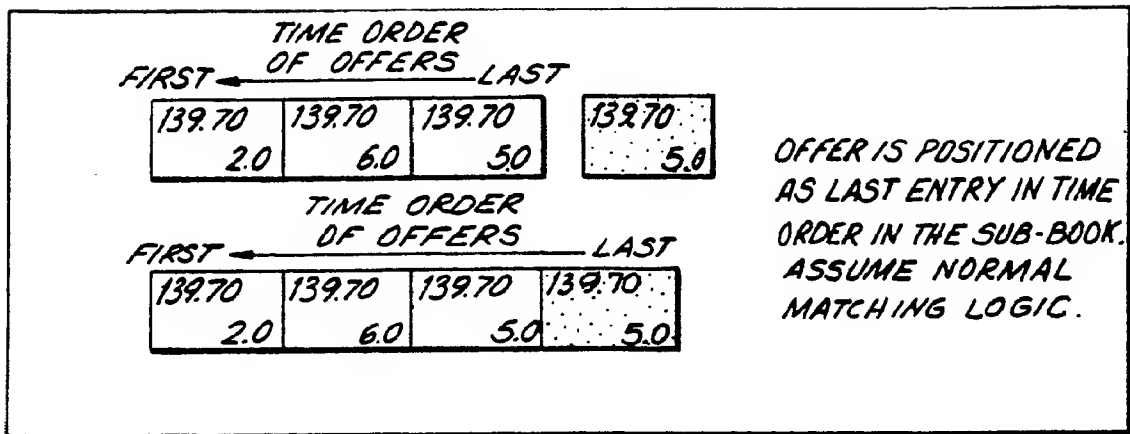 TIME ORDER
OF OFFERS
FIRST LAST
139.70 139.70 139.70 139.70
2.0 6.0 5.0 5.0
TIME ORDER
OF OFFERS
FIRST LAST
139.70 139.70 139.70 139.70
2.0 6.0 5.0 5.0
OFFER IS POSITIONED
AS LAST ENTRY IN TIME
ORDER IN THE SUB-BOOK.
ASSUME NORMAL
MATCHING LOGIC.